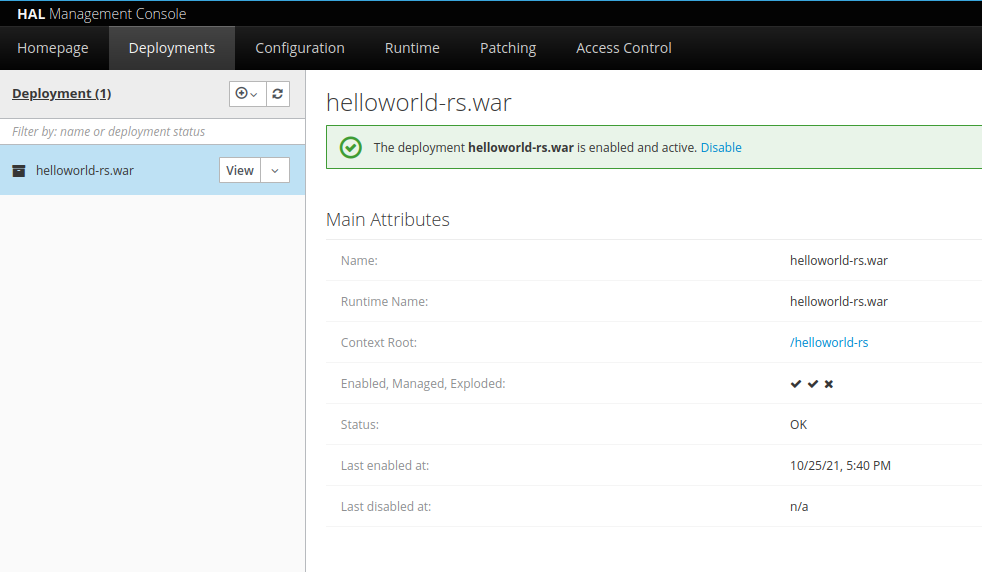 HAL Management Console
Homepage Deployments Configuration Runtime Patching Access Control
Deployment (1)
Filter by: name or deployment status
helloworld-rs.war View
helloworld-rs.war
The deployment helloworld-rs.war is enabled and active. Disable
Main Attributes
Name: helloworld-rs.war
Runtime Name: helloworld-rs.war
Context Root: /helloworld-rs
Enabled, Managed, Exploded:
Status: OK
Last enabled at: 10/25/21, 5:40 PM
Last disabled at: n/a